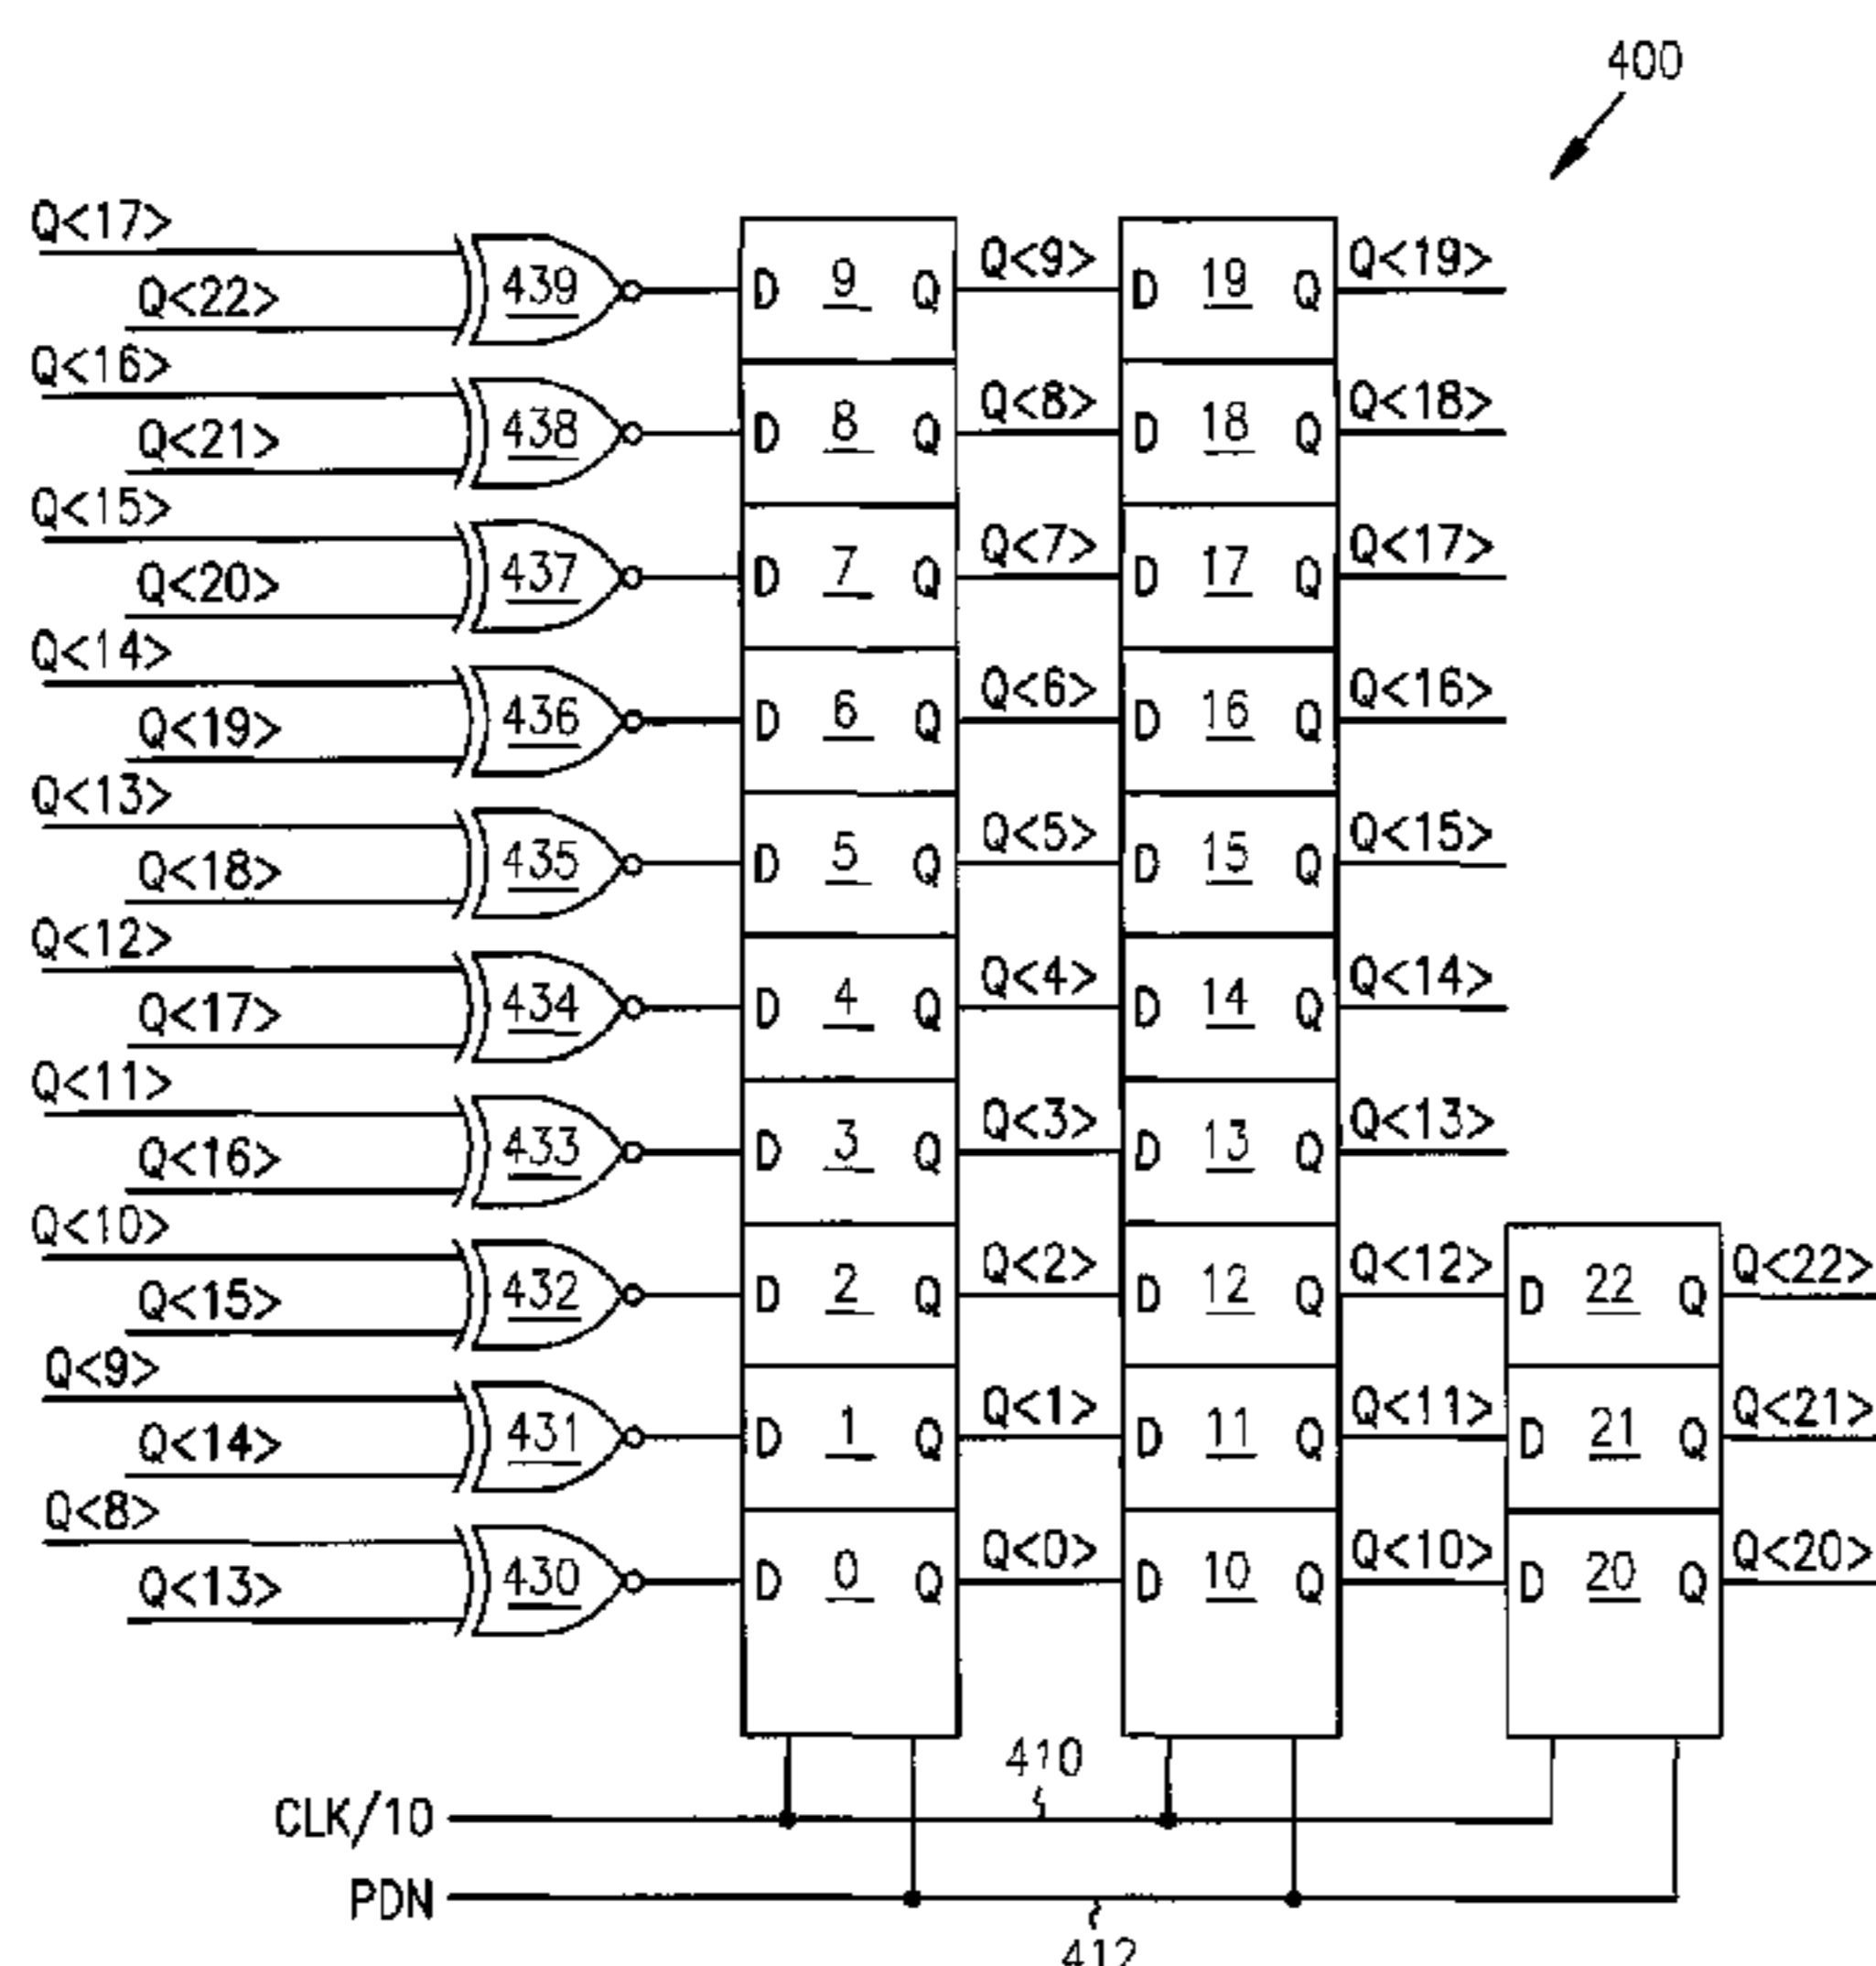 400
Q<17>
Q<22> 439 D 9 Q Q<9> D 19 Q Q<19>
Q<16>
Q<21> 438 D 8 Q Q<8> D 18 Q Q<18>
Q<15>
Q<20> 437 D 7 Q Q<7> D 17 Q Q<17>
Q<14>
Q<19> 436 D 6 Q Q<6> D 16 Q Q<16>
Q<13>
Q<18> 435 D 5 Q Q<5> D 15 Q Q<15>
Q<12>
Q<17> 434 D 4 Q Q<4> D 14 Q Q<14>
Q<11>
Q<16> 433 D 3 Q Q<3> D 13 Q Q<13>
Q<10>
Q<15> 432 D 2 Q Q<2> D 12 Q Q<12> D 22 Q Q<22>
Q<9>
Q<14> 431 D 1 Q Q<1> D 11 Q Q<11> D 21 Q Q<21>
Q<8>
Q<13> 430 D 0 Q Q<0> D 10 Q Q<10> D 20 Q Q<20>
410
CLK/10
PDN
412